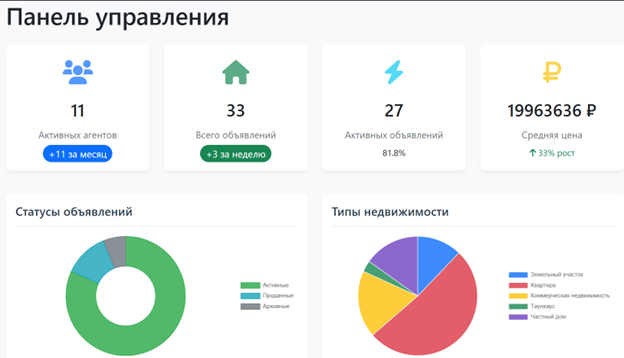 Панель управления
11
Активных агентов
+11 за месяц
33
Всего объявлений
+3 за неделю
27
Активных объявлений
81.8%
19963636 ₽
Средняя цена
↑ 33% рост
Статусы объявлений
Активные
Проданные
Архивные
Типы недвижимости
Земельный участок
Квартира
Коммерческая недвижимость
Таунхаус
Частный дом